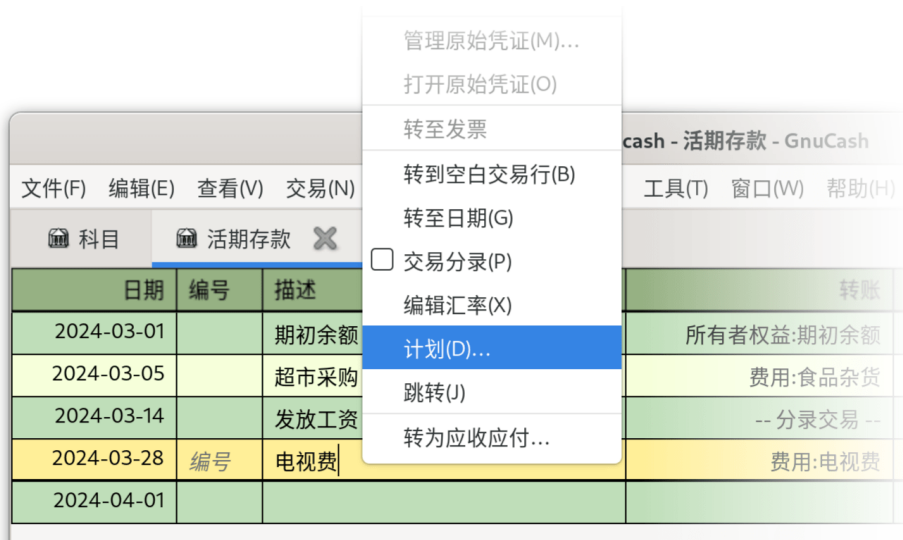 管理原始凭证(M)...
打开原始凭证(O)
转至发票
转到空白交易行(B)
转至日期(G)
交易分录(P)
编辑汇率(X)
计划(D)...
跳转(J)
转为应收应付...
cash - 活期存款 - GnuCash
文件(F) 编辑(E) 查看(V) 交易(N) 工具(T) 窗口(W) 帮助(H)
科目 活期存款
日期 编号 描述 转账
2024-03-01 期初余额 所有者权益:期初余额
2024-03-05 超市采购 费用:食品杂货
2024-03-14 发放工资 -- 分录交易 --
2024-03-28 编号 电视费 费用:电视费
2024-04-01